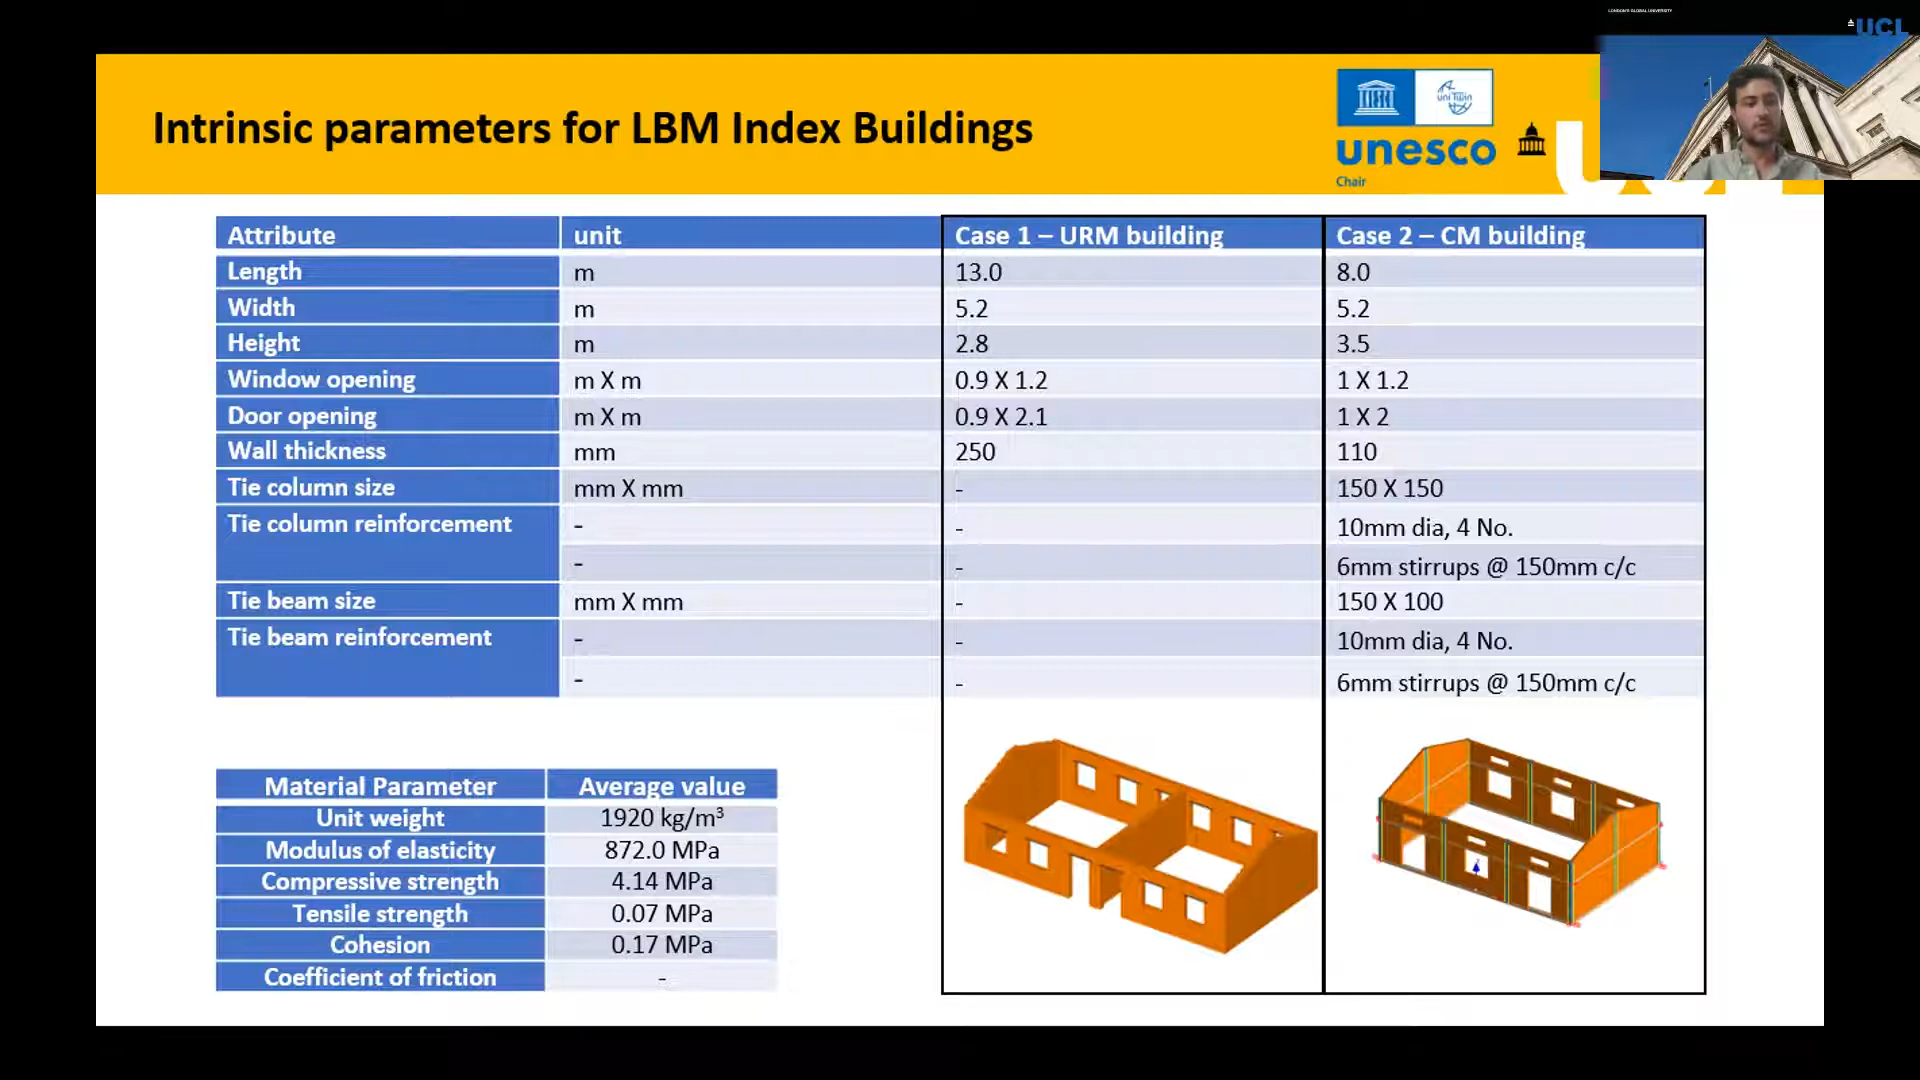 LONDON'S GLOBAL UNIVERSITY
UCL
Intrinsic parameters for LBM Index Buildings
uni Twin
unesco
Chair
Attribute unit Case 1 – URM building Case 2 – CM building
Length m 13.0 8.0
Width m 5.2 5.2
Height m 2.8 3.5
Window opening m X m 0.9 X 1.2 1 X 1.2
Door opening m X m 0.9 X 2.1 1 X 2
Wall thickness mm 250 110
Tie column size mm X mm - 150 X 150
Tie column reinforcement - - 10mm dia, 4 No.
- - 6mm stirrups @ 150mm c/c
Tie beam size mm X mm - 150 X 100
Tie beam reinforcement - - 10mm dia, 4 No.
- - 6mm stirrups @ 150mm c/c
Material Parameter Average value
Unit weight 1920 kg/m³
Modulus of elasticity 872.0 MPa
Compressive strength 4.14 MPa
Tensile strength 0.07 MPa
Cohesion 0.17 MPa
Coefficient of friction -